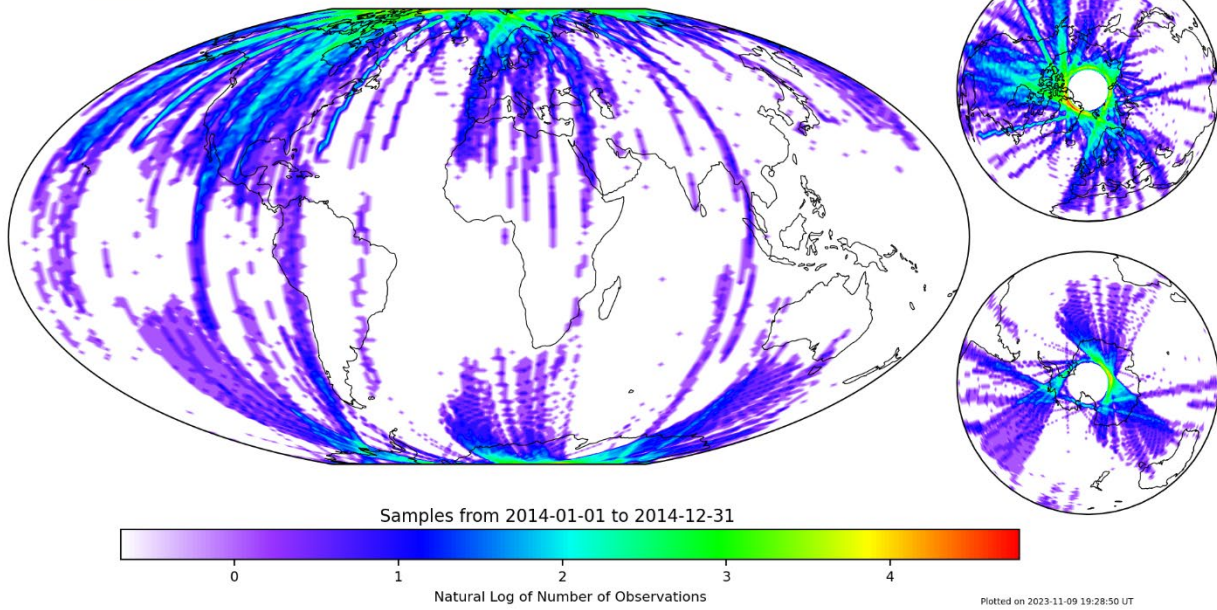 Samples from 2014-01-01 to 2014-12-31
0 1 2 3 4
Natural Log of Number of Observations
Plotted on 2023-11-09 19:28:50 UT